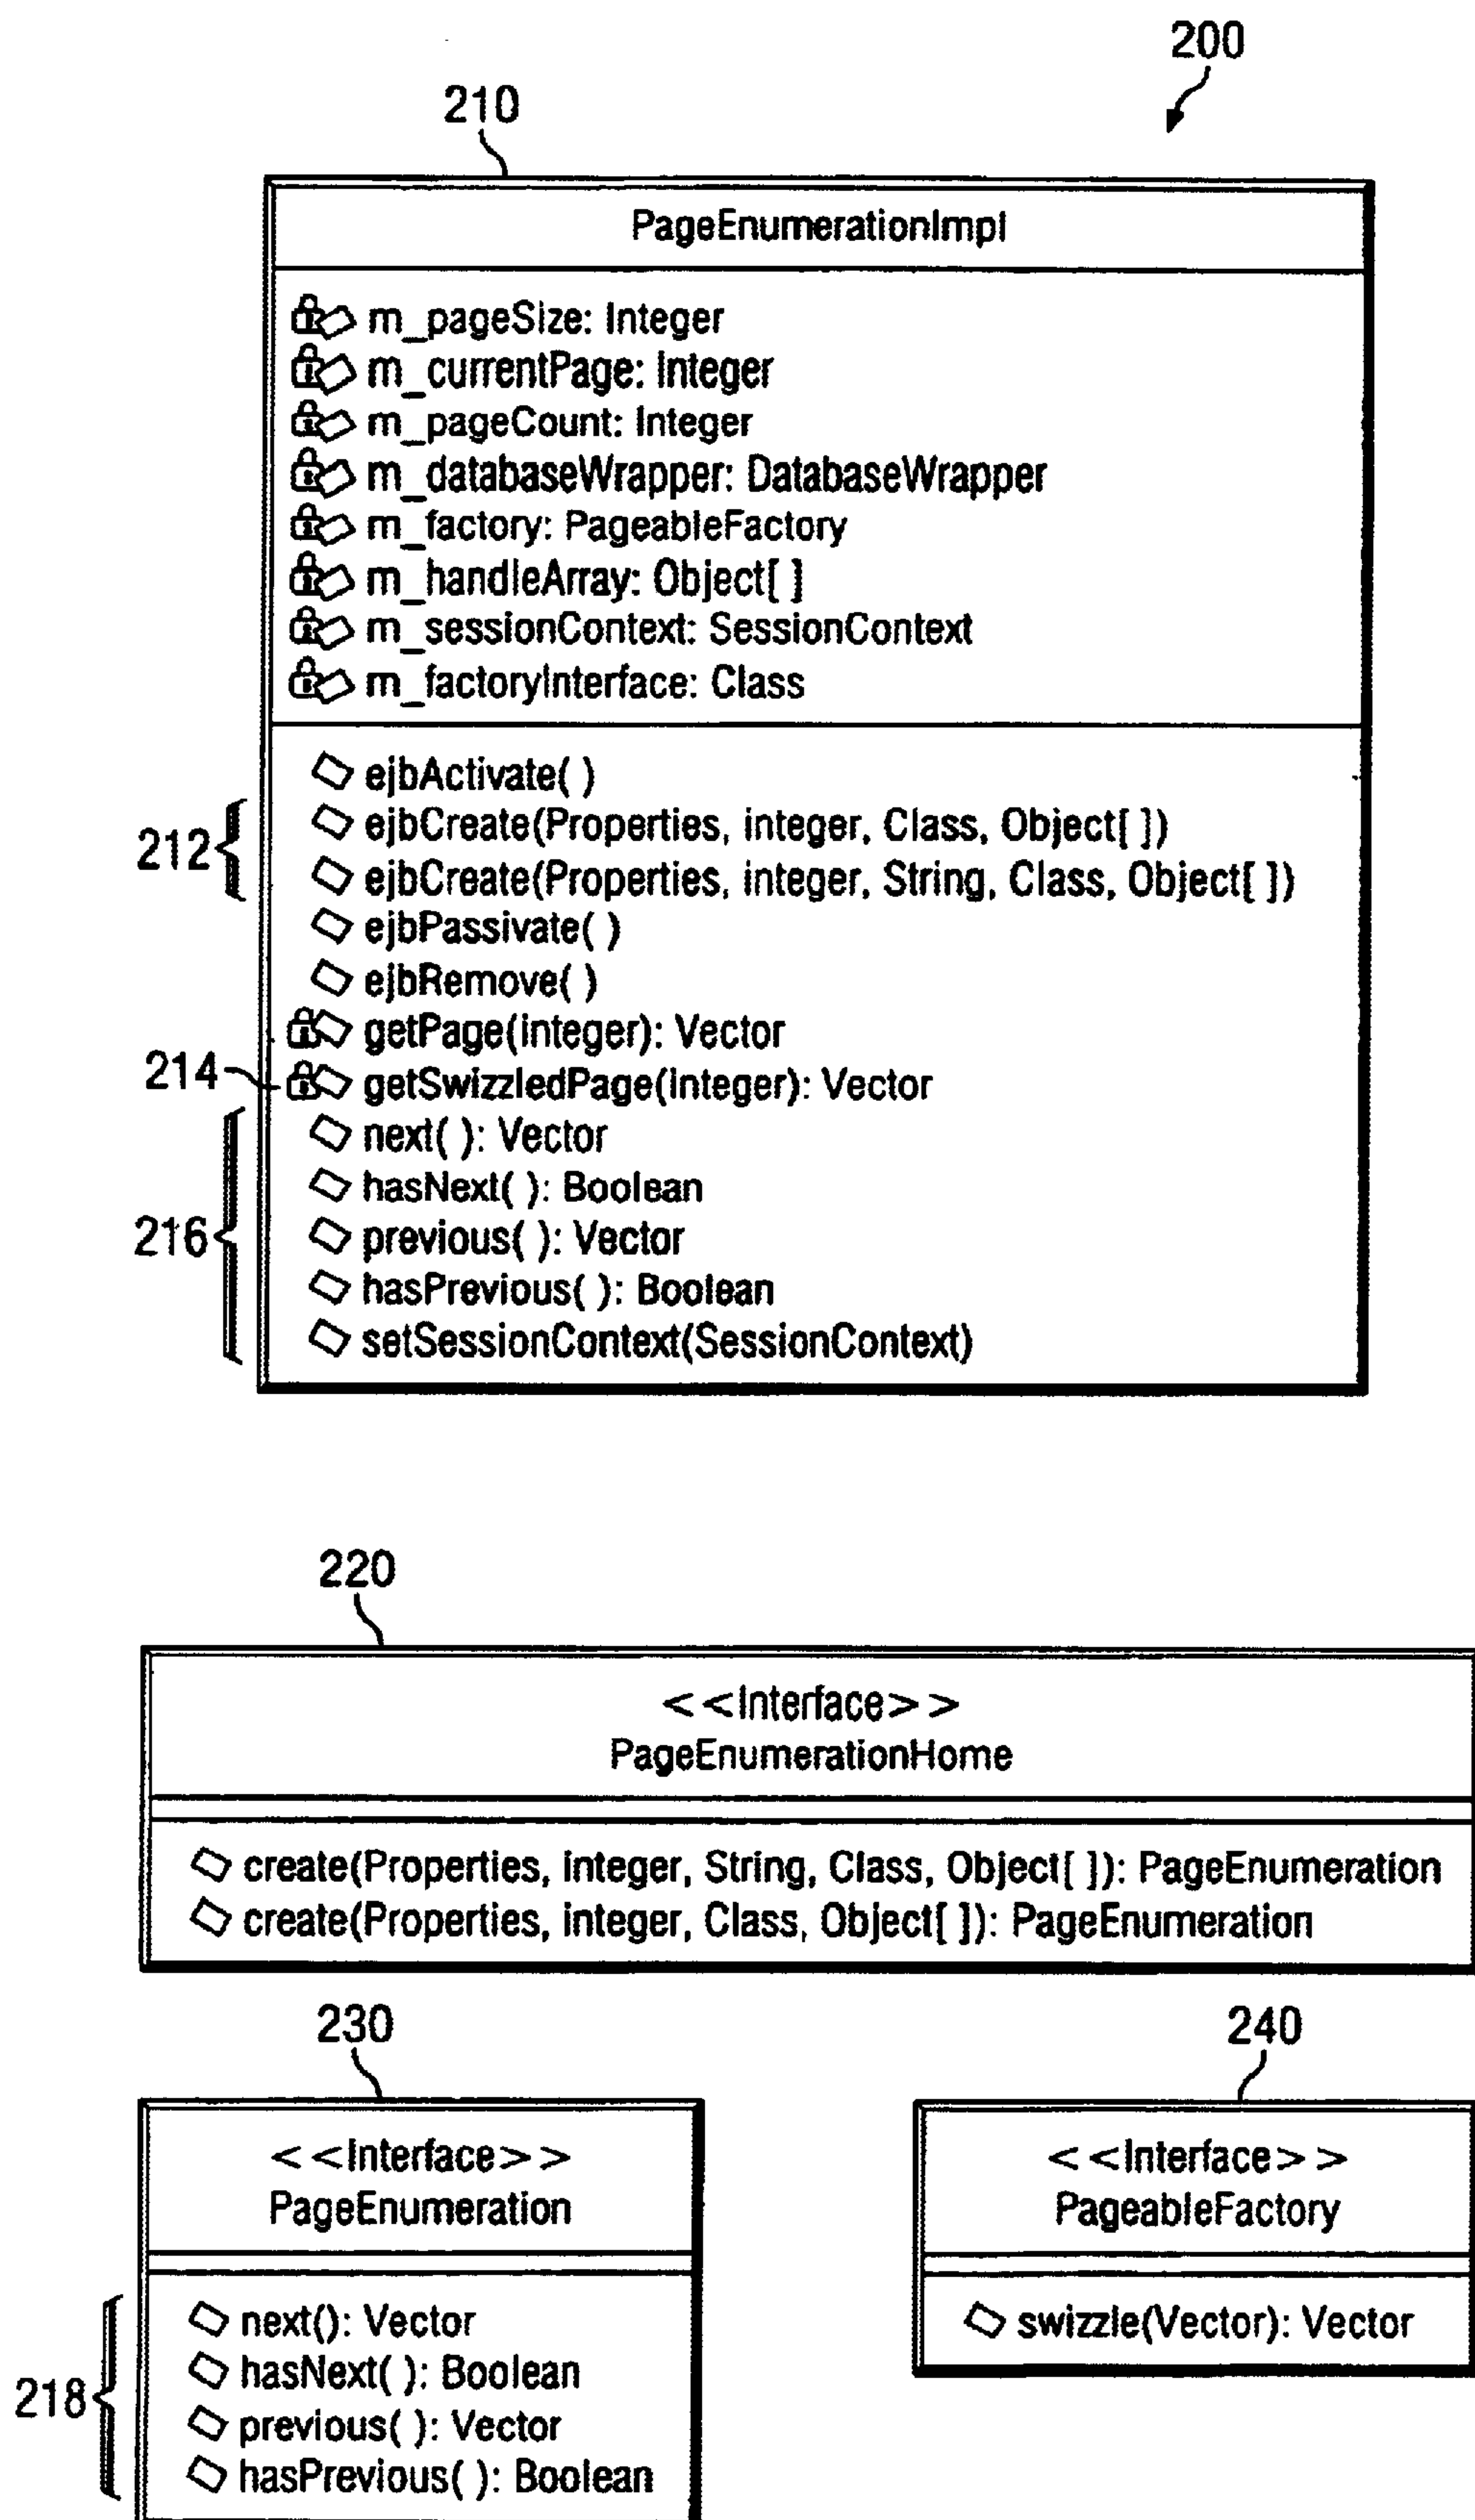 200
210
PageEnumerationImpl
m_pageSize: Integer
m_currentPage: Integer
m_pageCount: Integer
m_databaseWrapper: DatabaseWrapper
m_factory: PageableFactory
m_handleArray: Object[ ]
m_sessionContext: SessionContext
m_factoryInterface: Class
ejbActivate( )
212
ejbCreate(Properties, integer, Class, Object[ ])
ejbCreate(Properties, integer, String, Class, Object[ ])
ejbPassivate( )
ejbRemove( )
getPage(integer): Vector
214
getSwizzledPage(integer): Vector
next( ): Vector
hasNext( ): Boolean
216
previous( ): Vector
hasPrevious( ): Boolean
setSessionContext(SessionContext)
220
<<Interface>>
PageEnumerationHome
create(Properties, integer, String, Class, Object[ ]): PageEnumeration
create(Properties, integer, Class, Object[ ]): PageEnumeration
230
<<Interface>>
PageEnumeration
218
next(): Vector
hasNext( ): Boolean
previous( ): Vector
hasPrevious( ): Boolean
240
<<Interface>>
PageableFactory
swizzle(Vector): Vector